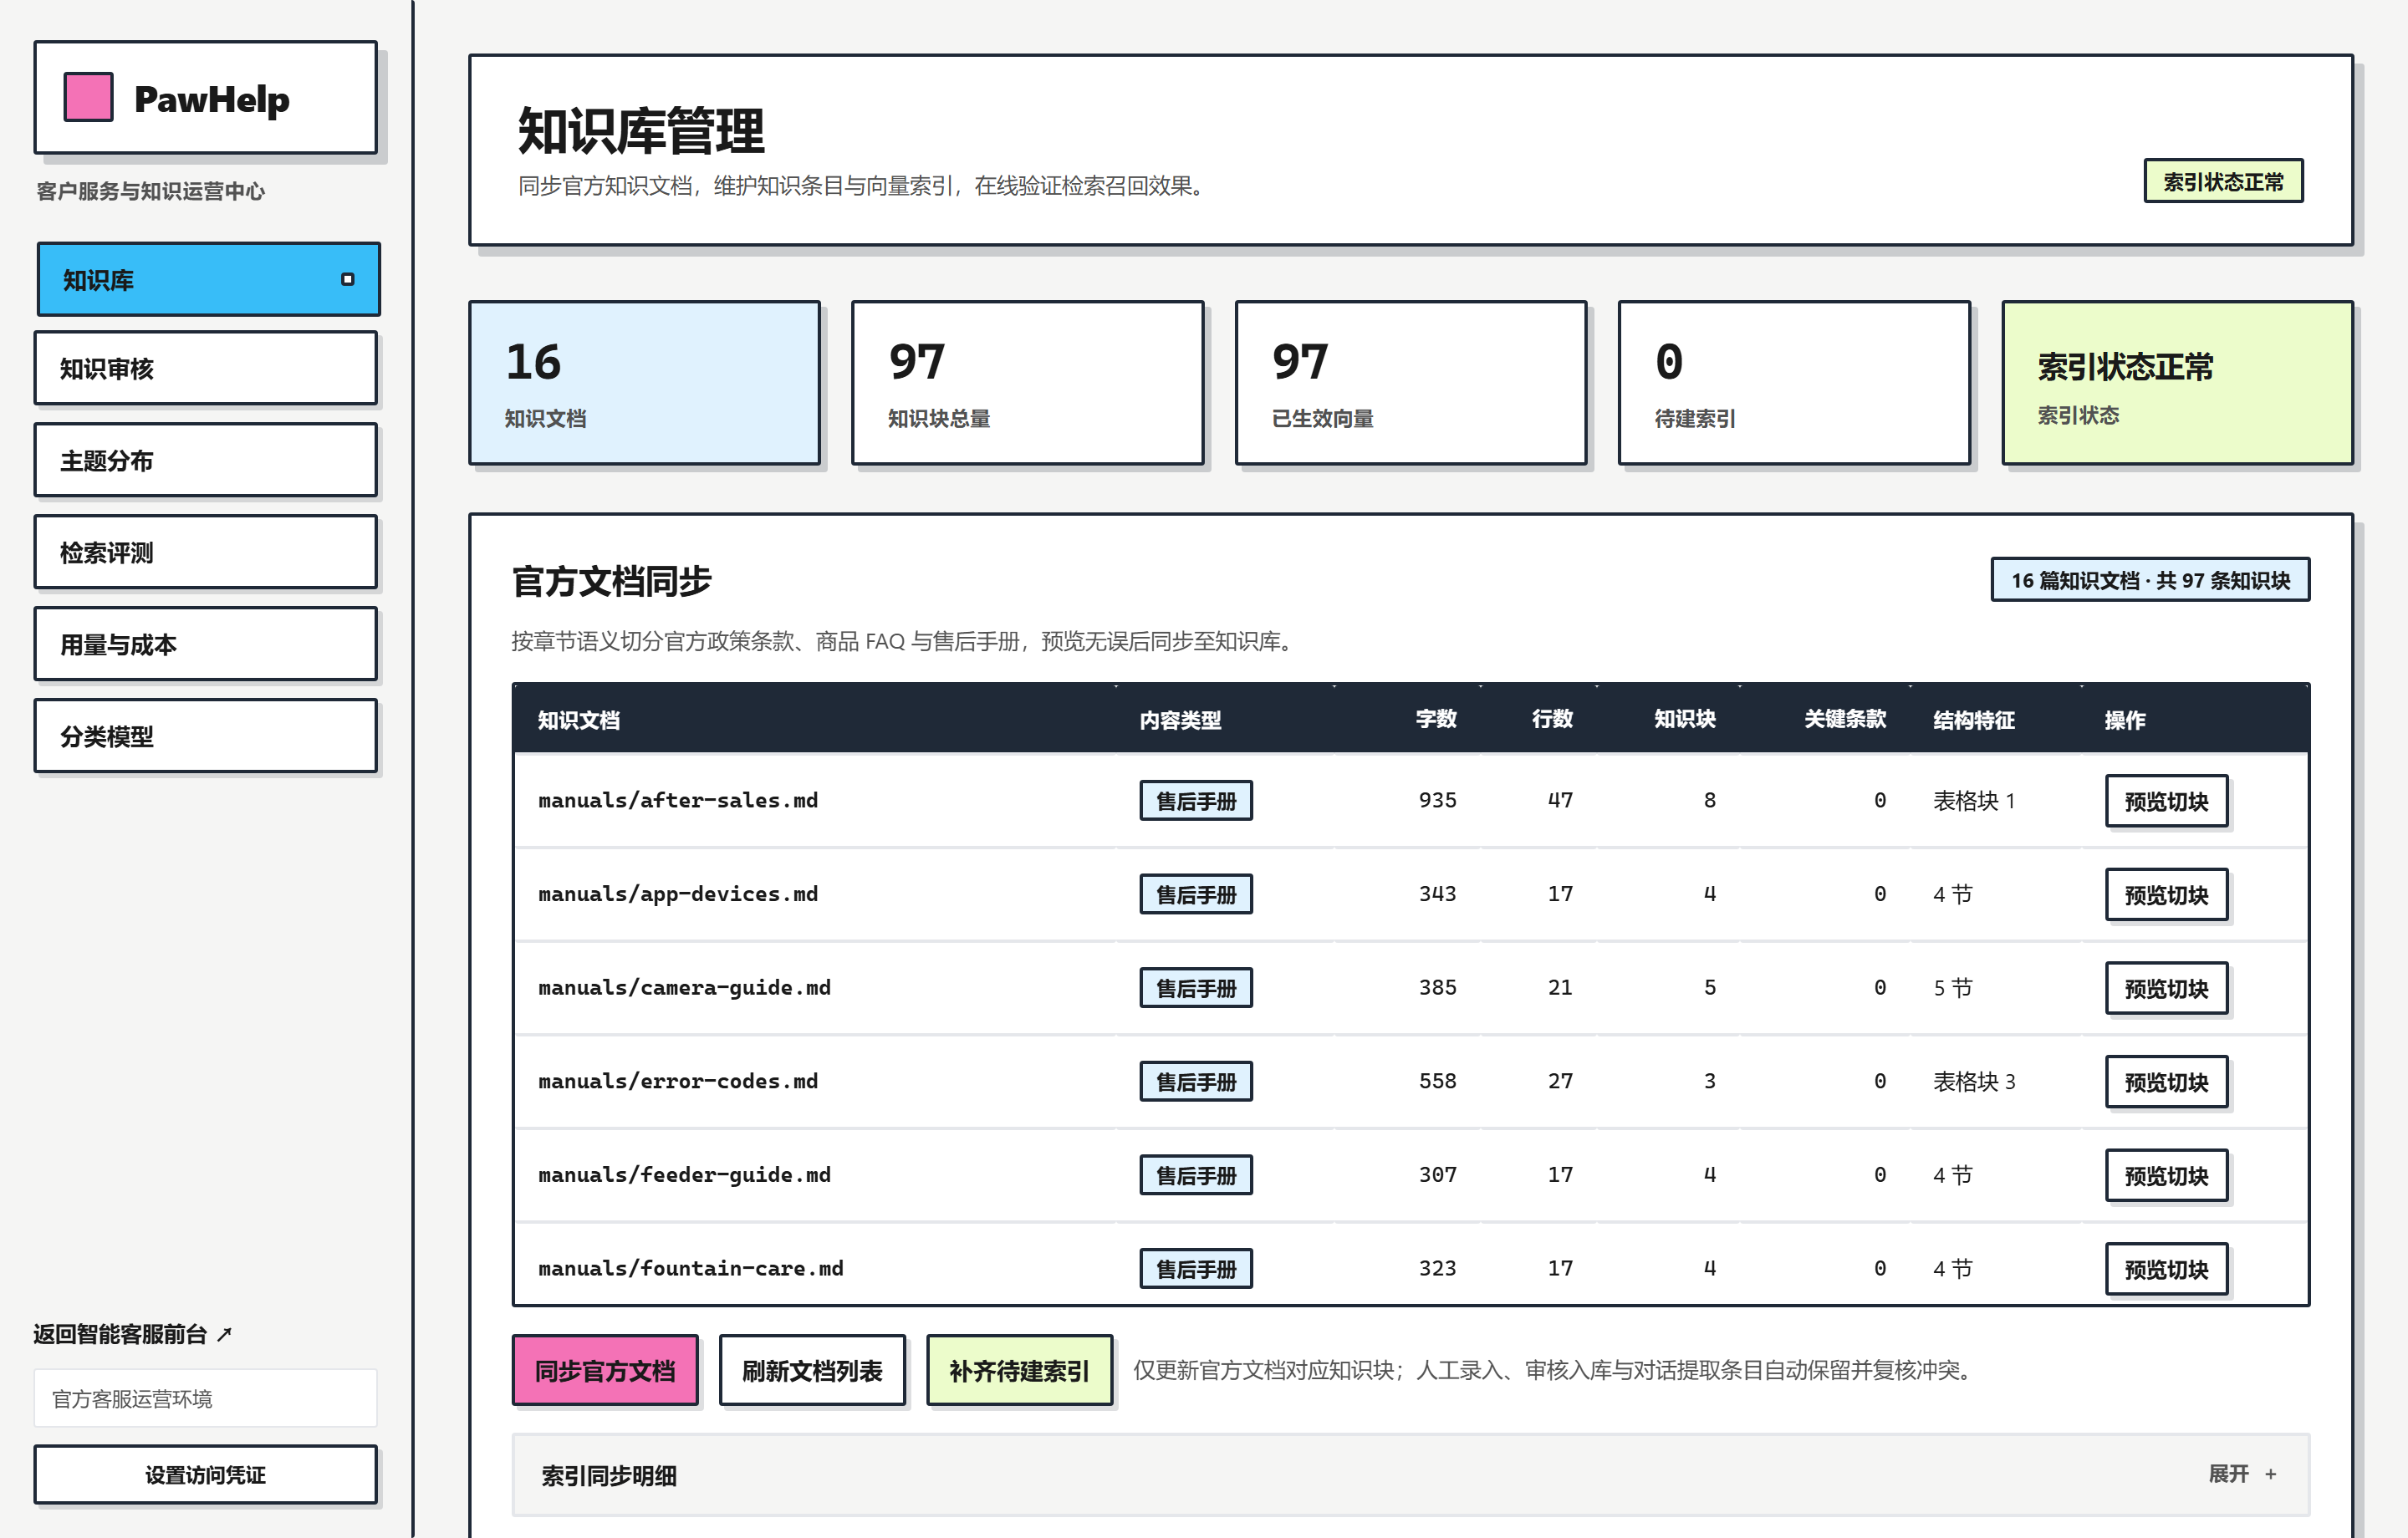 PawHelp
客户服务与知识运营中心
知识库
知识审核
主题分布
检索评测
用量与成本
分类模型
返回智能客服前台 ↗
官方客服运营环境
设置访问凭证
知识库管理
同步官方知识文档，维护知识条目与向量索引，在线验证检索召回效果。
索引状态正常
16
知识文档
97
知识块总量
97
已生效向量
0
待建索引
索引状态正常
索引状态
官方文档同步
16 篇知识文档 · 共 97 条知识块
按章节语义切分官方政策条款、商品 FAQ 与售后手册，预览无误后同步至知识库。
知识文档 内容类型 字数 行数 知识块 关键条款 结构特征 操作
manuals/after-sales.md 售后手册 935 47 8 0 表格块 1 预览切块
manuals/app-devices.md 售后手册 343 17 4 0 4 节 预览切块
manuals/camera-guide.md 售后手册 385 21 5 0 5 节 预览切块
manuals/error-codes.md 售后手册 558 27 3 0 表格块 3 预览切块
manuals/feeder-guide.md 售后手册 307 17 4 0 4 节 预览切块
manuals/fountain-care.md 售后手册 323 17 4 0 4 节 预览切块
同步官方文档 刷新文档列表 补齐待建索引 仅更新官方文档对应知识块；人工录入、审核入库与对话提取条目自动保留并复核冲突。
索引同步明细 展开 +